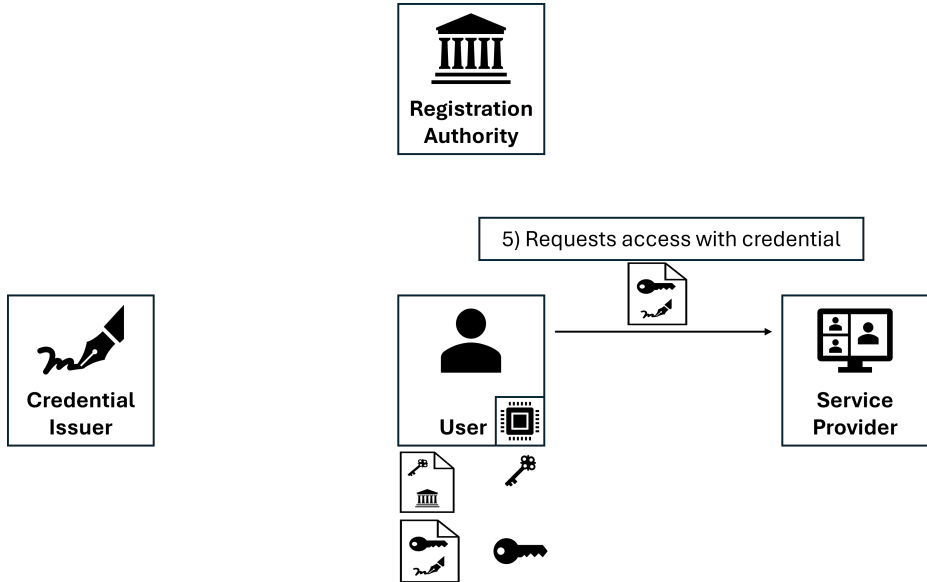 Registration
Authority
5) Requests access with credential
Credential
Issuer
User
Service
Provider